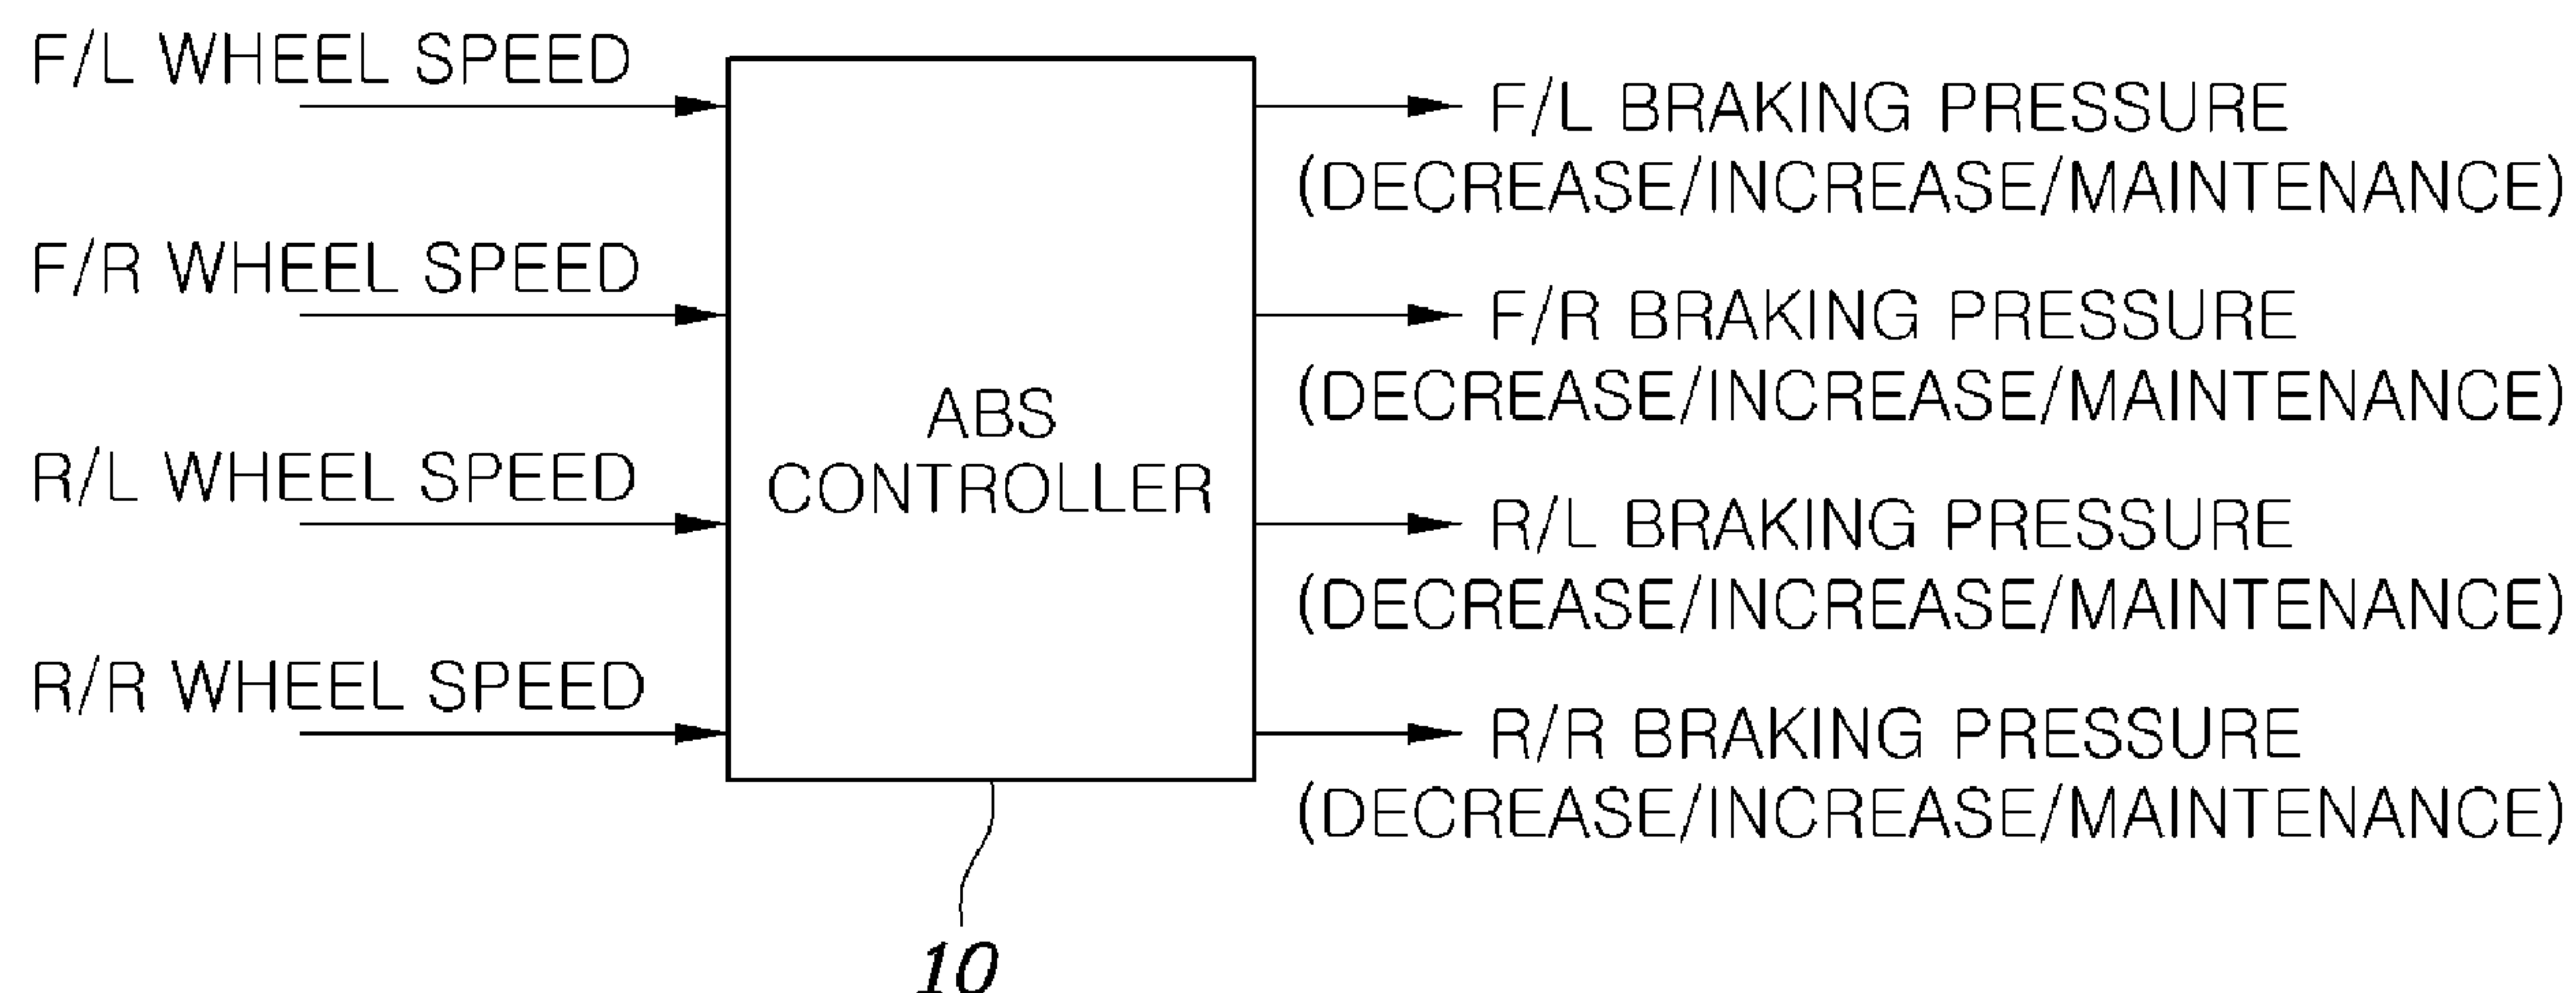 F/L WHEEL SPEED
F/R WHEEL SPEED
R/L WHEEL SPEED
R/R WHEEL SPEED
ABS
CONTROLLER
F/L BRAKING PRESSURE
(DECREASE/INCREASE/MAINTENANCE)
F/R BRAKING PRESSURE
(DECREASE/INCREASE/MAINTENANCE)
R/L BRAKING PRESSURE
(DECREASE/INCREASE/MAINTENANCE)
R/R BRAKING PRESSURE
(DECREASE/INCREASE/MAINTENANCE)
10